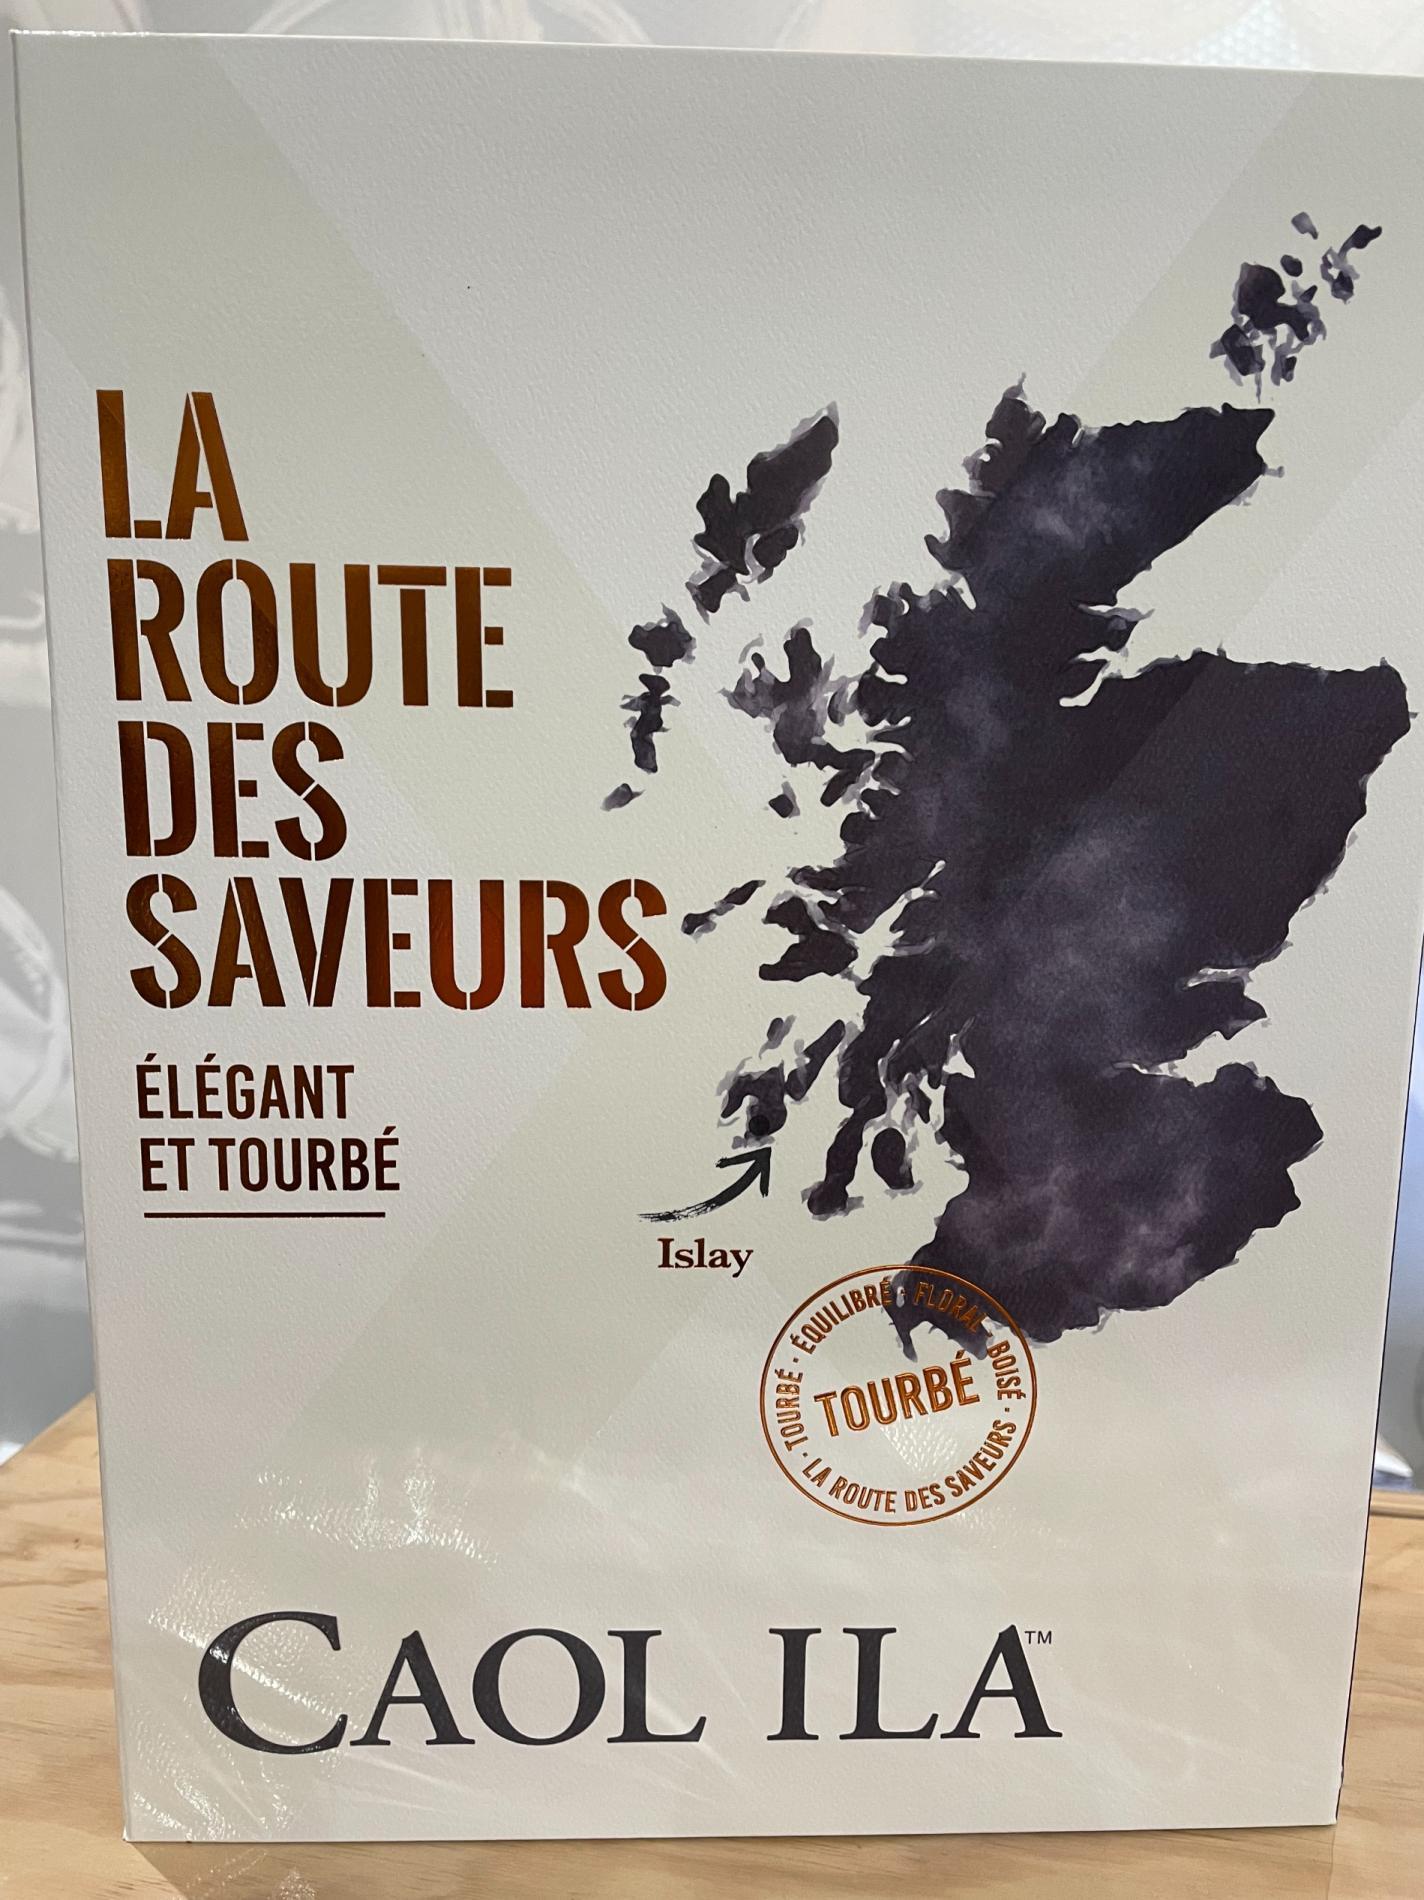 LA
ROUTE
DES
SAVEURS
ÉLÉGANT
ET TOURBÉ
Islay
TOURBÉ · ÉQUILIBRÉ · FLORAL · BOISÉ ·
TOURBÉ
· LA ROUTE DES SAVEURS
CAOL ILA™